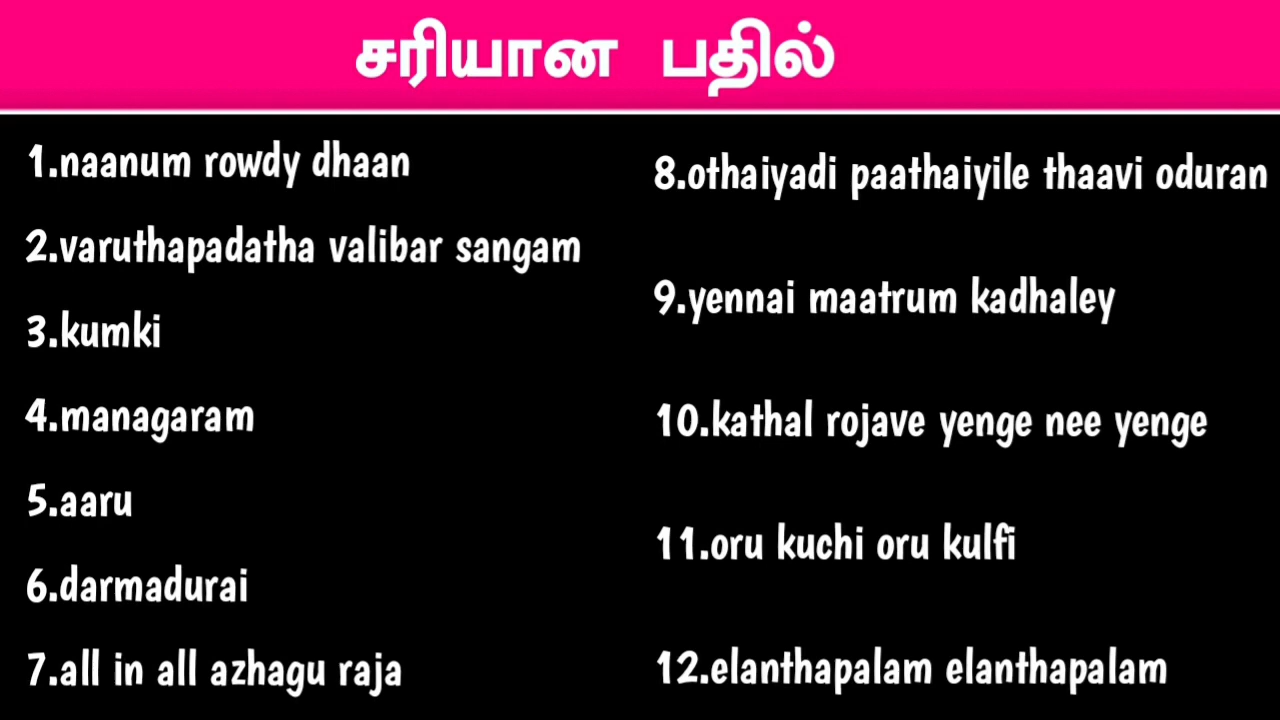 சரியான பதில்
1.naanum rowdy dhaan
2.varuthapadatha valibar sangam
3.kumki
4.managaram
5.aaru
6.darmadurai
7.all in all azhagu raja
8.othaiyadi paathaiyile thaavi oduran
9.yennai maatrum kadhaley
10.kathal rojave yenge nee yenge
11.oru kuchi oru kulfi
12.elanthapalam elanthapalam